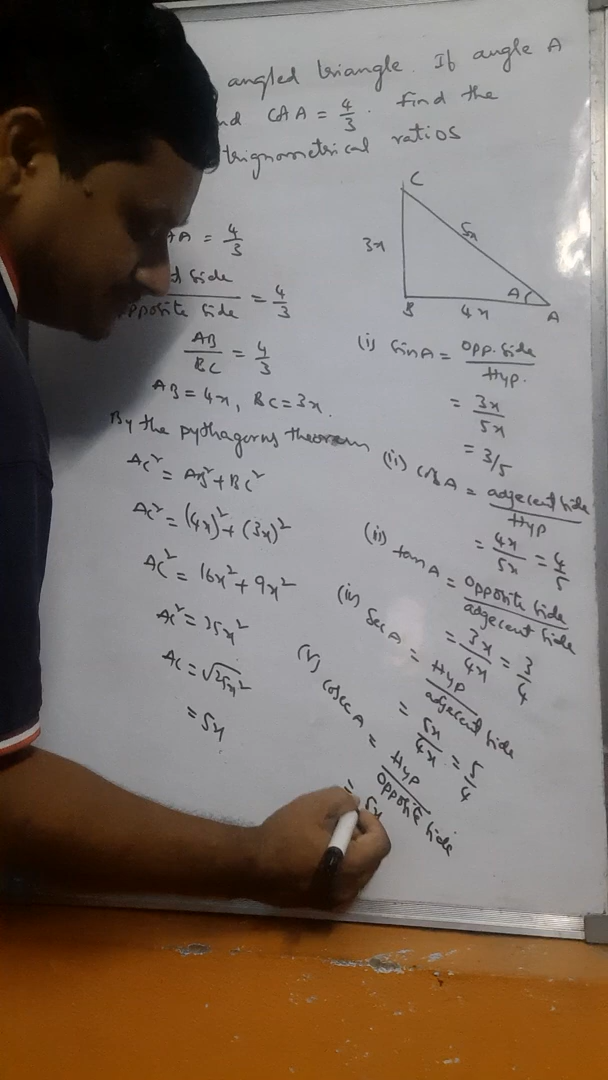 angled triangle. If angle A
nd CotA = 4/3. Find the
trignometrical ratios
A = 4/3
side / opposite side = 4/3
AB/BC = 4/3
AB = 4x, BC = 3x.
By the pythagorus theorem
AC² = AB² + BC²
AC² = (4x)² + (3x)²
AC² = 16x² + 9x²
AC² = 25x²
AC = √25x²
= 5x
C
3x
5x
B
4x
A
A
(i) SinA = opp. side / Hyp.
= 3x/5x
= 3/5
(ii) cosA = adjecent side / Hyp
= 4x/5x = 4/5
(ii) tanA = opposite side / adjecent side
= 3x/4x = 3/4
(iv) SecA = Hyp / adjecent side
= 5x/4x = 5/4
(v) cosecA = Hyp / opposite side
= 5x